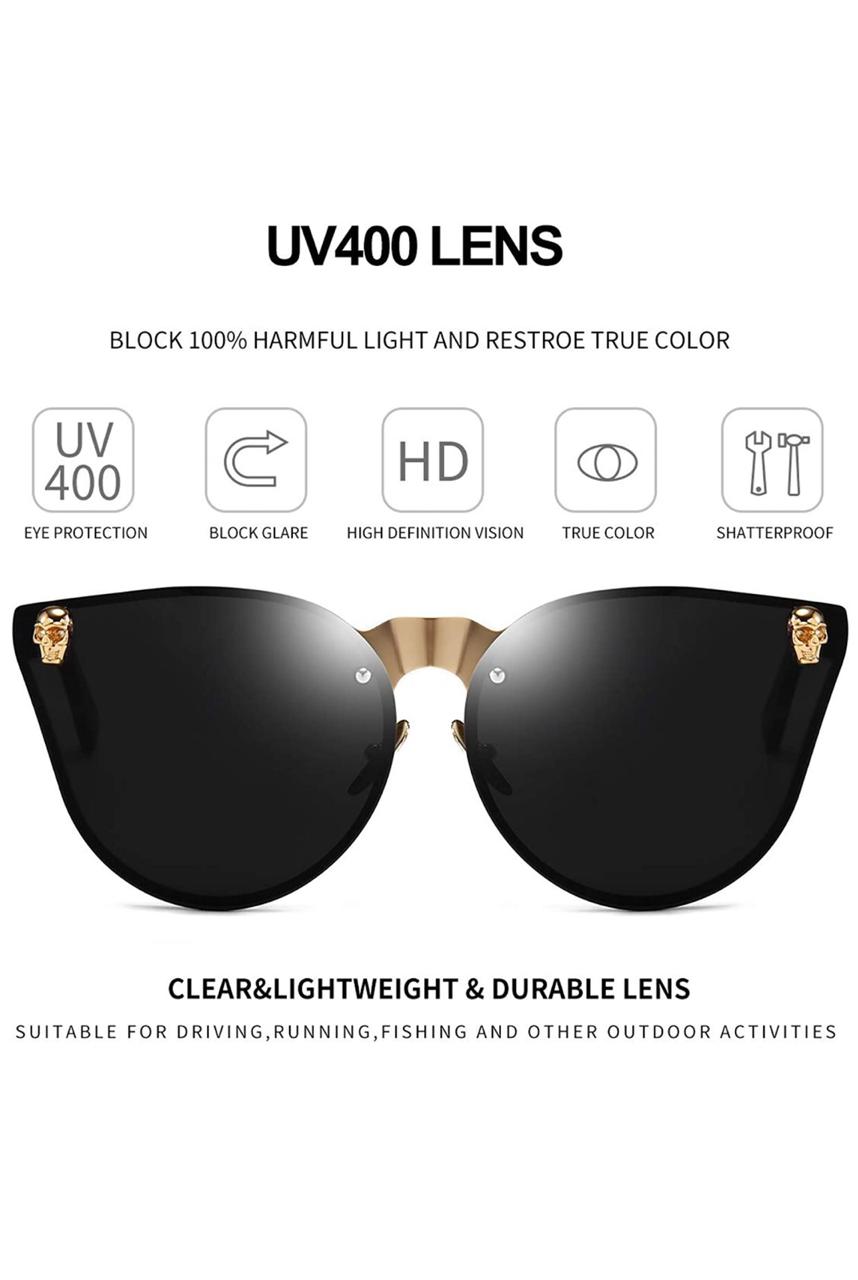 UV400 LENS
BLOCK 100% HARMFUL LIGHT AND RESTROE TRUE COLOR
UV
400
HD
EYE PROTECTION
BLOCK GLARE
HIGH DEFINITION VISION
TRUE COLOR
SHATTERPROOF
CLEAR&LIGHTWEIGHT & DURABLE LENS
SUITABLE FOR DRIVING,RUNNING,FISHING AND OTHER OUTDOOR ACTIVITIES